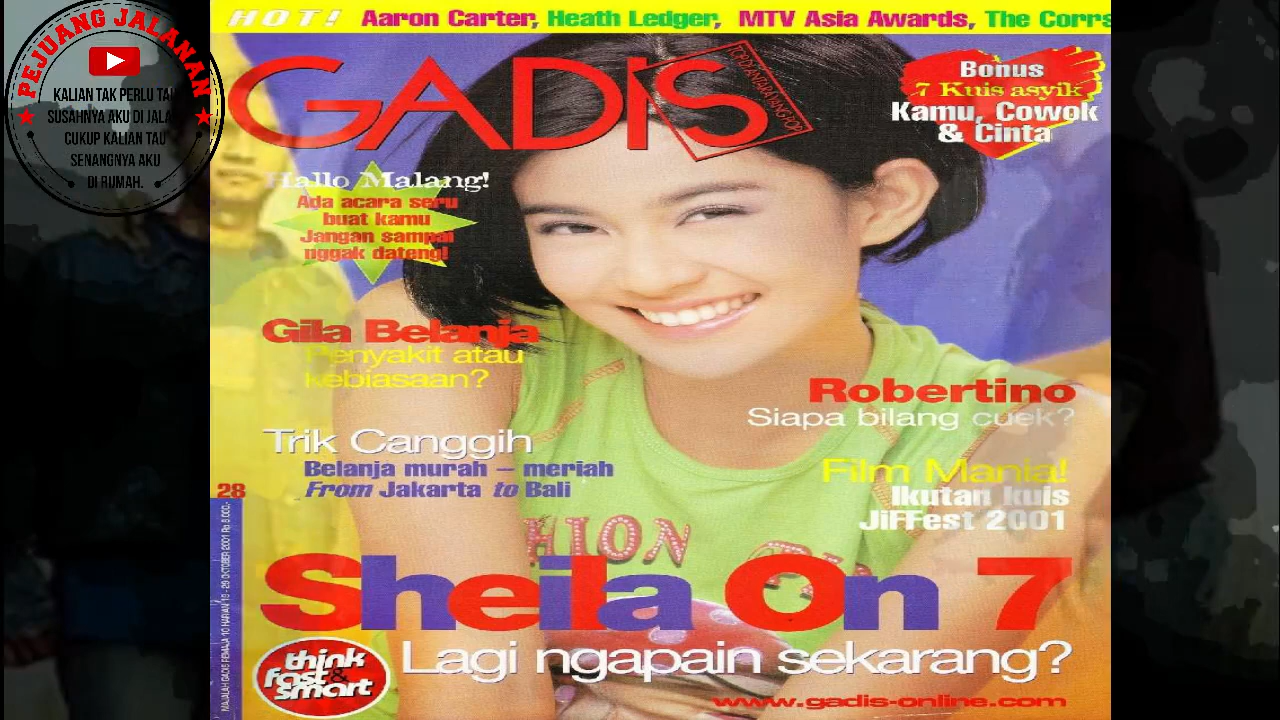 HOT! Aaron Carter, Heath Ledger, MTV Asia Awards, The Corrs
PEJUANG JALANAN
KALIAN TAK PERLU TAU
SUSAHNYA AKU DI JALA
CUKUP KALIAN TAU
SENANGNYA AKU
DI RUMAH.
GADIS
Bonus
7 Kuis asyik
Kamu, Cowok
& Cinta
Hallo Malang!
Ada acara seru
buat kamu
Jangan sampai
nggak dateng!
Gila Belanja
Penyakit atau
kebiasaan?
Robertino
Siapa bilang cuek?
Trik Canggih
Belanja murah – meriah
From Jakarta to Bali
Film Mania!
Ikutan kuis
JiFFest 2001
28
HION
Sheila On 7
Lagi ngapain sekarang?
think
fast &
smart
www.gadis-online.com